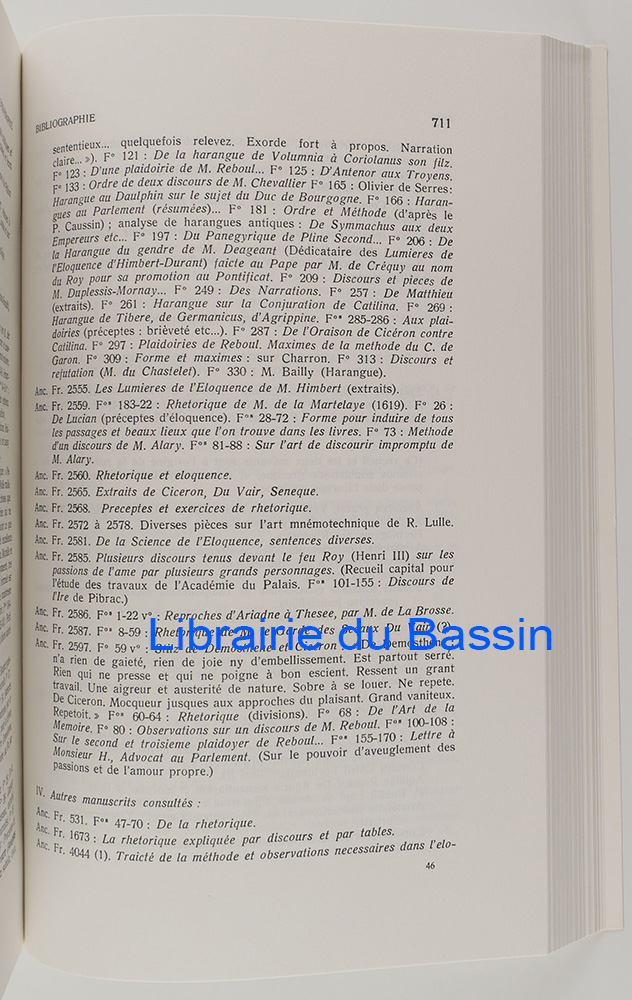 BIBLIOGRAPHIE 711
sententieux... quelquefois relevez. Exorde fort à propos. Narration
claire... »). F° 121 : De la harangue de Volumnia à Coriolanus son filz.
F° 123 : D'une plaidoirie de M. Reboul... F° 125 : D'Antenor aux Troyens.
F° 133 : Ordre de deux discours de M. Chevallier F° 165 : Olivier de Serres:
Harangue au Daulphin sur le sujet du Duc de Bourgogne. F° 166 : Haran-
gues au Parlement (résumées)... F° 181 : Ordre et Méthode (d'après le
P. Caussin) ; analyse de harangues antiques : De Symmachus aux deux
Empereurs etc... F° 197 : Du Panegyrique de Pline Second... F° 206 : De
la Harangue du gendre de M. Deageant (Dédicataire des Lumieres de
l'Eloquence d'Himbert-Durant) faicte au Pape par M. de Créquy au nom
du Roy pour sa promotion au Pontificat. F° 209 : Discours et pieces de
M. Duplessis-Mornay... F° 249 : Des Narrations. F° 257 : De Matthieu
(extraits). F° 261 : Harangue sur la Conjuration de Catilina. F° 269 :
Harangue de Tibere, de Germanicus, d'Agrippine. F°ˢ 285-286 : Aux plai-
doiries (préceptes : brièveté etc...). F° 287 : De l'Oraison de Cicéron contre
Catilina. F° 297 : Plaidoiries de Reboul. Maximes de la methode du C. de
Garon. F° 309 : Forme et maximes : sur Charron. F° 313 : Discours et
refutation (M. du Chastelet). F° 330 : M. Bailly (Harangue).
Anc. Fr. 2555. Les Lumieres de l'Eloquence de M. Himbert (extraits).
Anc. Fr. 2559. F°ˢ 183-22 : Rhetorique de M. de la Martelaye (1619). F° 26 :
De Lucian (préceptes d'éloquence). F°ˢ 28-72 : Forme pour induire de tous
les passages et beaux lieux que l'on trouve dans les livres. F° 73 : Methode
d'un discours de M. Alary. F°ˢ 81-88 : Sur l'art de discourir impromptu de
M. Alary.
Anc. Fr. 2560. Rhetorique et eloquence.
Anc. Fr. 2565. Extraits de Ciceron, Du Vair, Seneque.
Anc. Fr. 2568. Preceptes et exercices de rhetorique.
Anc. Fr. 2572 à 2578. Diverses pièces sur l'art mnémotechnique de R. Lulle.
Anc. Fr. 2581. De la Science de l'Eloquence, sentences diverses.
Anc. Fr. 2585. Plusieurs discours tenus devant le feu Roy (Henri III) sur les
passions de l'ame par plusieurs grands personnages. (Recueil capital pour
l'étude des travaux de l'Académie du Palais. F°ˢ 101-155 : Discours de
l'Ire de Pibrac.)
Anc. Fr. 2586. F°ˢ 1-22 v° : Reproches d'Ariadne à Thesee, par M. de La Brosse.
Anc. Fr. 2587. F°ˢ 8-59 : Rhetorique de M. le Garde des Sceaux Du Vair (?).
Librairie du Bassin
Anc. Fr. 2597. F° 59 v° : Stilz de Demosthene et Ciceron : « De Demosthene
n'a rien de gaieté, rien de joie ny d'embellissement. Est partout serré.
Rien qui ne presse et qui ne poigne à bon escient. Ressent un grant
travail. Une aigreur et austerité de nature. Sobre à se louer. Ne repete.
De Ciceron. Mocqueur jusques aux approches du plaisant. Grand vaniteux.
Repetoit. » F°ˢ 60-64 : Rhetorique (divisions). F° 68 : De l'Art de la
Memoire. F° 80 : Observations sur un discours de M. Reboul. F°ˢ 100-108 :
Sur le second et troisieme plaidoyer de Reboul... F°ˢ 155-170 : Lettre à
Monsieur H., Advocat au Parlement. (Sur le pouvoir d'aveuglement des
passions et de l'amour propre.)
IV. Autres manuscrits consultés :
Anc. Fr. 531. F°ˢ 47-70 : De la rhetorique.
Anc. Fr. 1673 : La rhetorique expliquée par discours et par tables.
Anc. Fr. 4044 (1). Traicté de la méthode et observations necessaires dans l'elo-
46